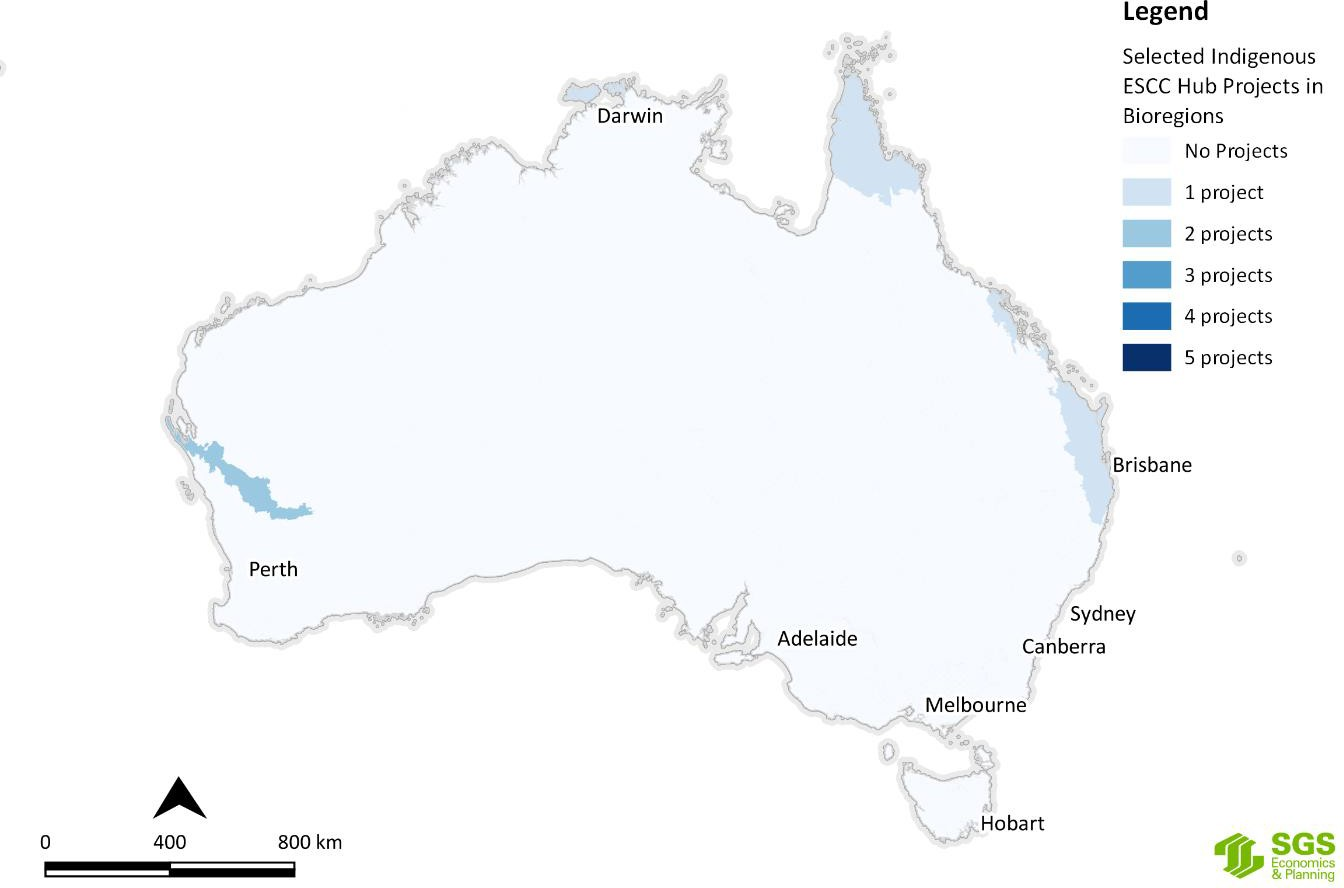 Legend
Selected Indigenous
ESCC Hub Projects in
Bioregions
No Projects
1 project
2 projects
3 projects
4 projects
5 projects
Darwin
Brisbane
Perth
Sydney
Adelaide
Canberra
Melbourne
Hobart
0 400 800 km
SGS
Economics
& Planning